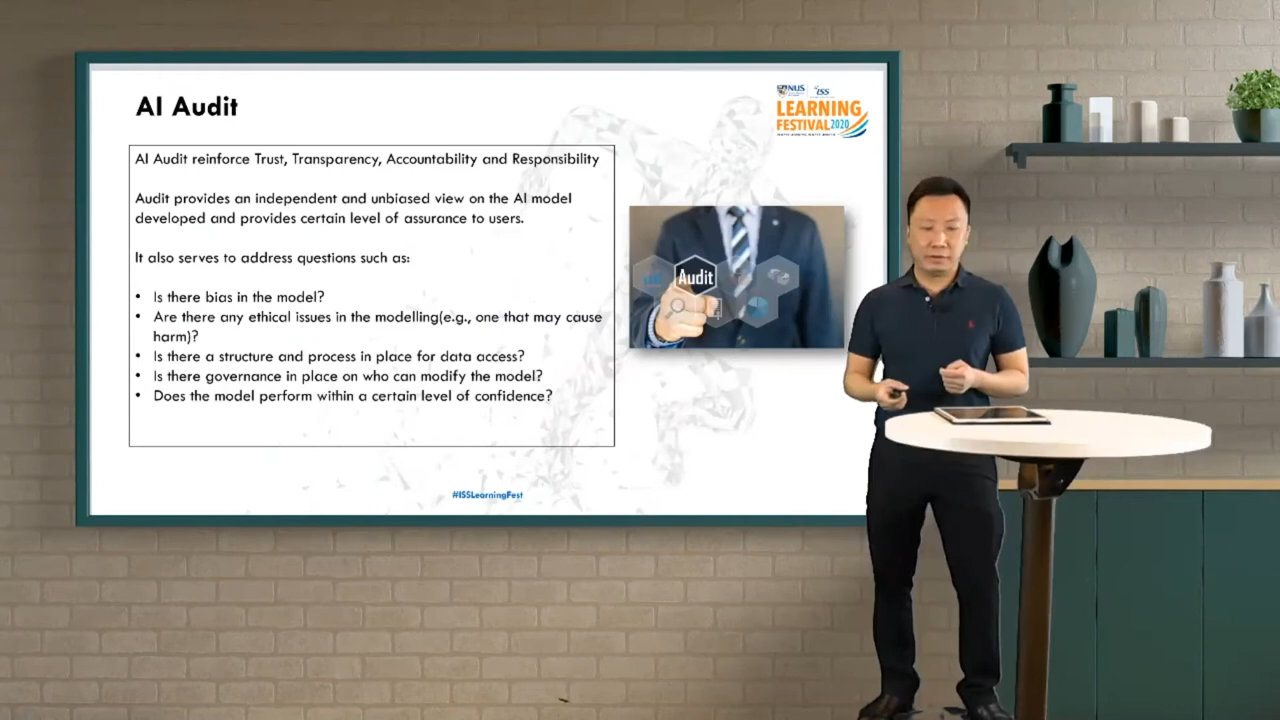 AI Audit
NUS
ISS
LEARNING
FESTIVAL 2020
AI Audit reinforce Trust, Transparency, Accountability and Responsibility
Audit provides an independent and unbiased view on the AI model
developed and provides certain level of assurance to users.
It also serves to address questions such as:
• Is there bias in the model?
• Are there any ethical issues in the modelling(e.g., one that may cause
harm)?
• Is there a structure and process in place for data access?
• Is there governance in place on who can modify the model?
• Does the model perform within a certain level of confidence?
Audit
#ISSLearningFest